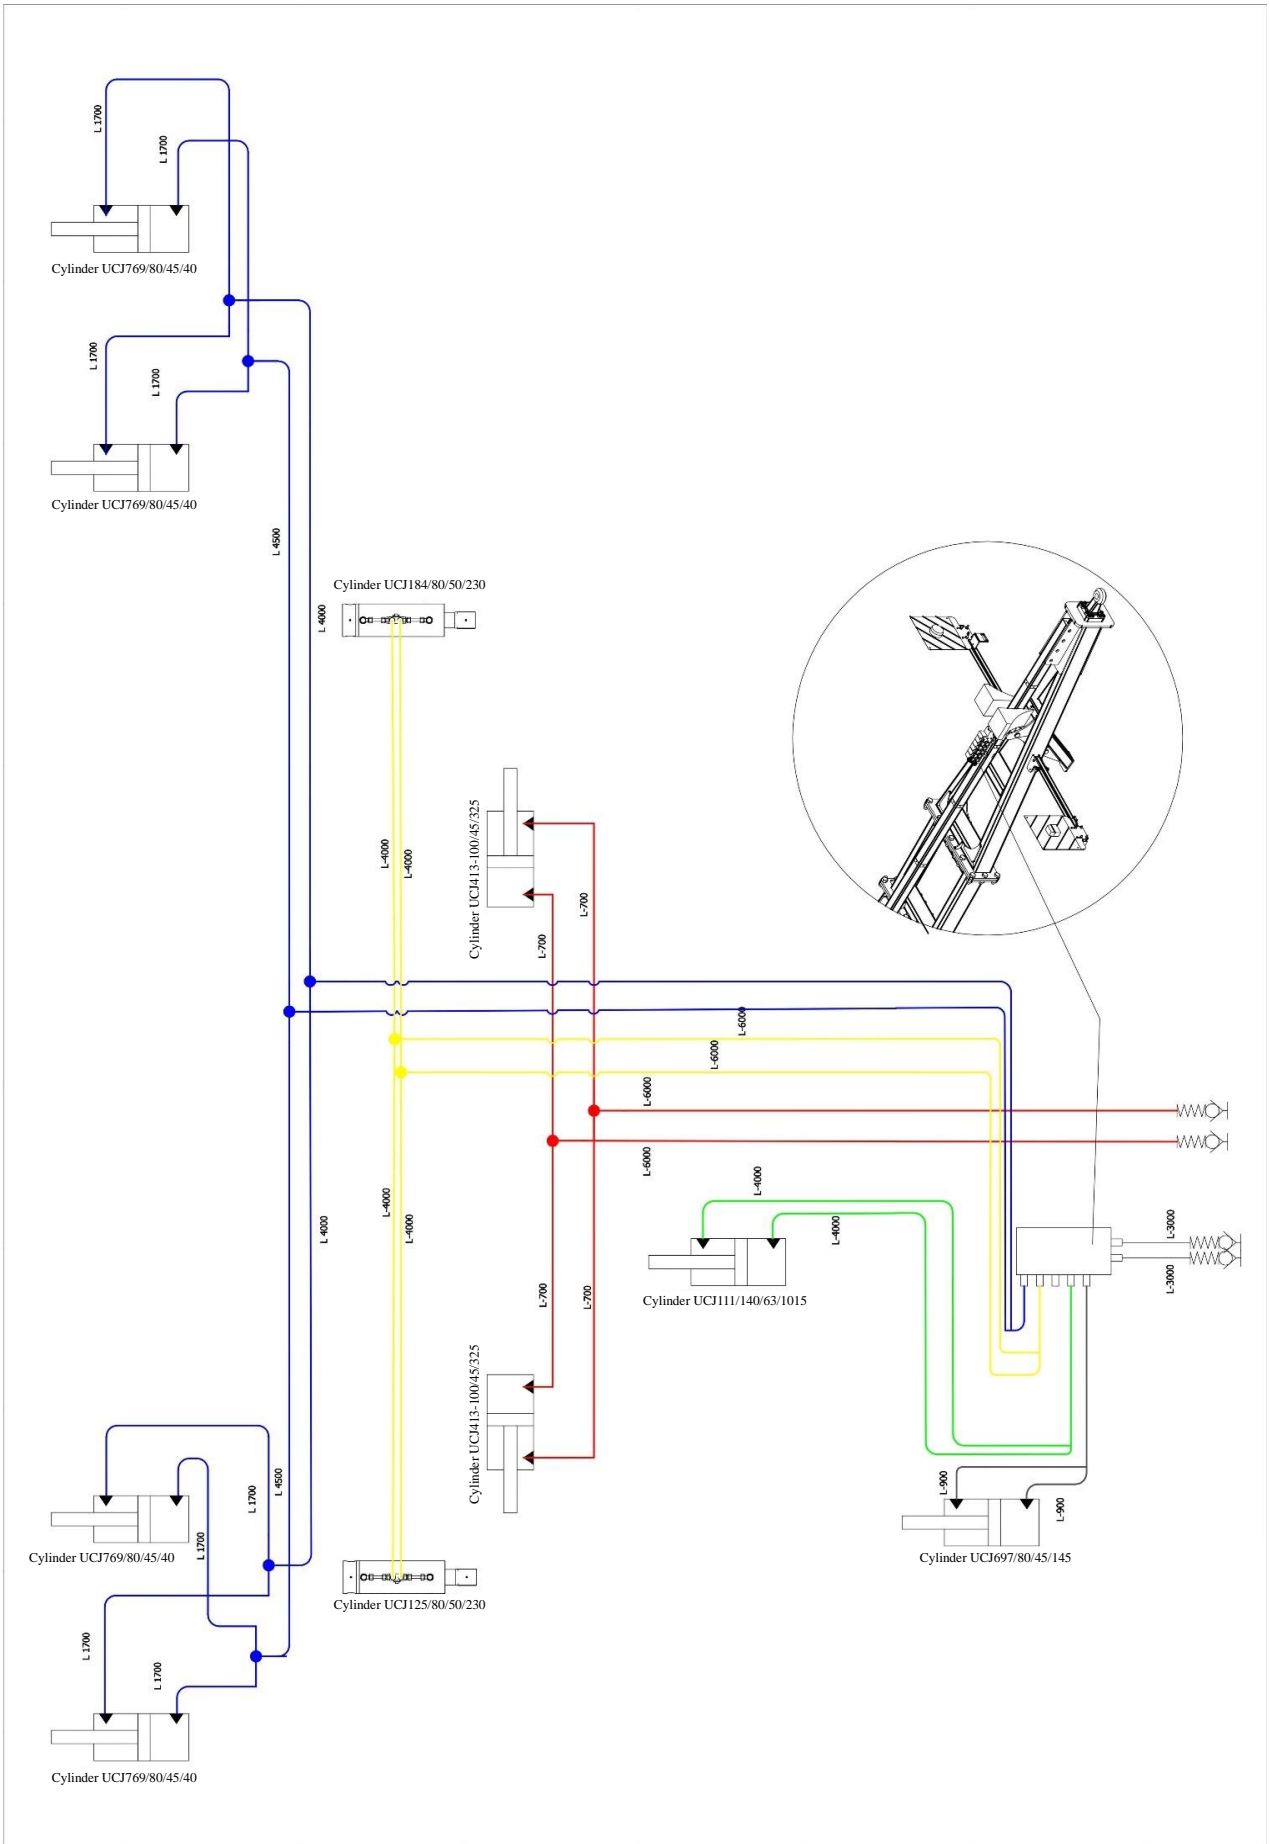 L 1700
L 1700
Cylinder UCJ769/80/45/40
L 1700
L 1700
Cylinder UCJ769/80/45/40
L 4500
Cylinder UCJ184/80/50/230
L 4000
Cylinder UCJ413-100/45/325
L-4000
L-4000
L-700
L-700
L-6000
L-6000
L-6000
L-6000
L-4000
L-4000
L-4000
L-4000
L 4000
L-3000
L-3000
Cylinder UCJ111/140/63/1015
L-700
L-700
Cylinder UCJ413-100/45/325
L 4500
L 1700
L 1700
L-900
L-900
Cylinder UCJ769/80/45/40
Cylinder UCJ697/80/45/145
Cylinder UCJ125/80/50/230
L 1700
L 1700
Cylinder UCJ769/80/45/40